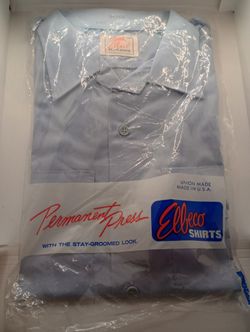 UNION MADE
MADE IN U.S.A.
Permanent Press
Elbeco
SHIRTS
WITH THE STAY-GROOMED LOOK.